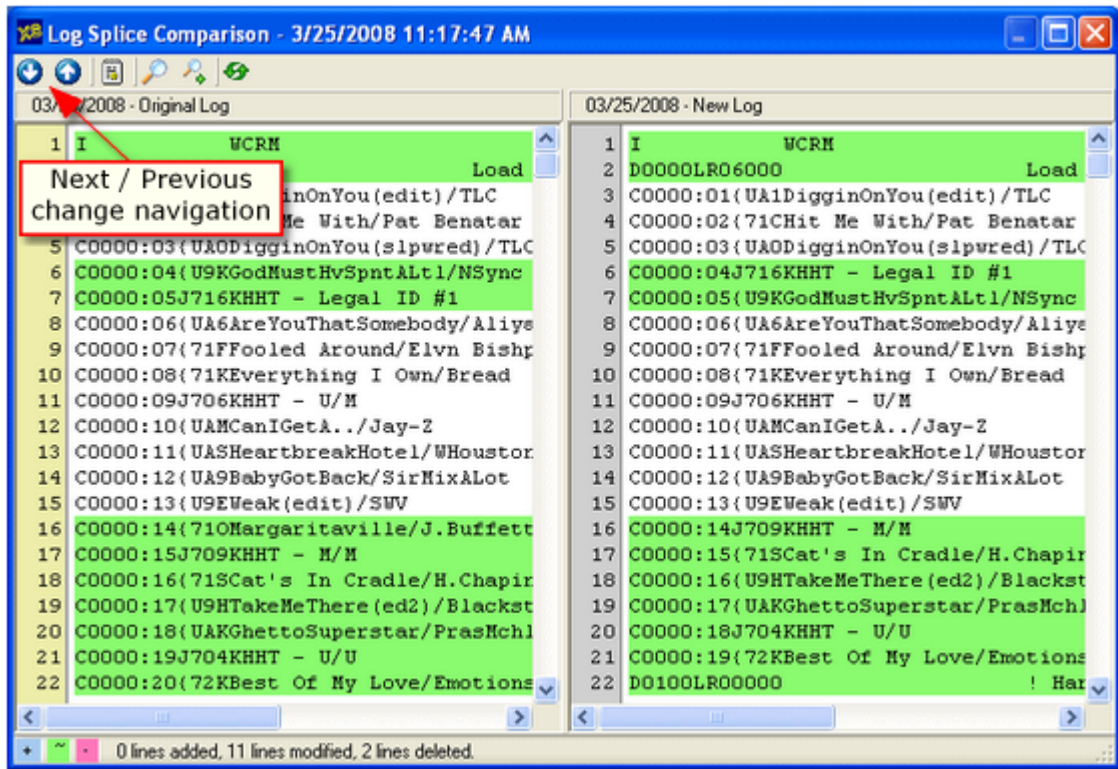 Log Splice Comparison - 3/25/2008 11:17:47 AM
/2008 - Original Log
1 I WCRM
Load
inOnYou(edit)/TLC
Me With/Pat Benatar
5 C0000:03{UA0DigginOnYou(slpwred)/TLC
6 C0000:04{U9KGodMustHvSpntALtl/NSync
7 C0000:05J716KHHT - Legal ID #1
8 C0000:06{UA6AreYouThatSomebody/Aliya
9 C0000:07{71FFooled Around/Elvn Bishp
10 C0000:08{71KEverything I Own/Bread
11 C0000:09J706KHHT - U/M
12 C0000:10{UAMCanIGetA../Jay-Z
13 C0000:11{UASHeartbreakHotel/WHouston
14 C0000:12{UA9BabyGotBack/SirMixALot
15 C0000:13{U9EWeak(edit)/SWV
16 C0000:14{71OMargaritaville/J.Buffett
17 C0000:15J709KHHT - M/M
18 C0000:16{71SCat's In Cradle/H.Chapin
19 C0000:17{U9HTakeMeThere(ed2)/Blackst
20 C0000:18{UAKGhettoSuperstar/PrasMchl
21 C0000:19J704KHHT - U/U
22 C0000:20{72KBest Of My Love/Emotions
Next / Previous
change navigation
03/25/2008 - New Log
1 I WCRM
2 D0000LR06000 Load
3 C0000:01{UA1DigginOnYou(edit)/TLC
4 C0000:02{71CHit Me With/Pat Benatar
5 C0000:03{UA0DigginOnYou(slpwred)/TLC
6 C0000:04J716KHHT - Legal ID #1
7 C0000:05{U9KGodMustHvSpntALtl/NSync
8 C0000:06{UA6AreYouThatSomebody/Aliya
9 C0000:07{71FFooled Around/Elvn Bishp
10 C0000:08{71KEverything I Own/Bread
11 C0000:09J706KHHT - U/M
12 C0000:10{UAMCanIGetA../Jay-Z
13 C0000:11{UASHeartbreakHotel/WHouston
14 C0000:12{UA9BabyGotBack/SirMixALot
15 C0000:13{U9EWeak(edit)/SWV
16 C0000:14J709KHHT - M/M
17 C0000:15{71SCat's In Cradle/H.Chapin
18 C0000:16{U9HTakeMeThere(ed2)/Blackst
19 C0000:17{UAKGhettoSuperstar/PrasMchl
20 C0000:18J704KHHT - U/U
21 C0000:19{72KBest Of My Love/Emotions
22 D0100LR00000 ! Har
+ ~ - 0 lines added, 11 lines modified, 2 lines deleted.